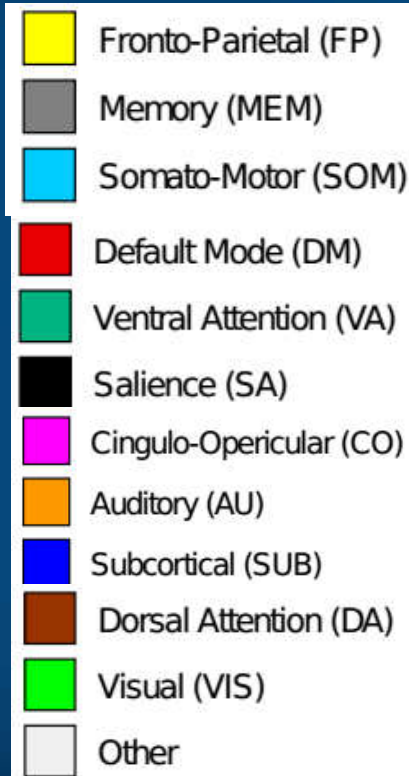 Fronto-Parietal (FP)
Memory (MEM)
Somato-Motor (SOM)
Default Mode (DM)
Ventral Attention (VA)
Salience (SA)
Cingulo-Opericular (CO)
Auditory (AU)
Subcortical (SUB)
Dorsal Attention (DA)
Visual (VIS)
Other